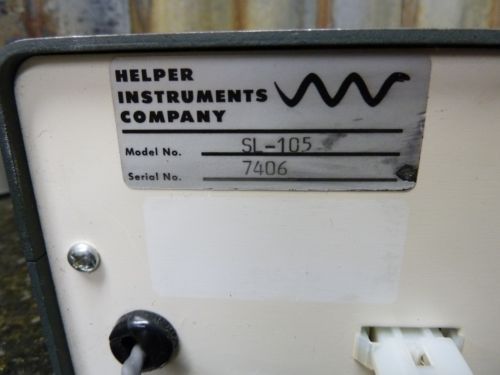 HELPER
INSTRUMENTS
COMPANY
Model No. SL-105
Serial No. 7406